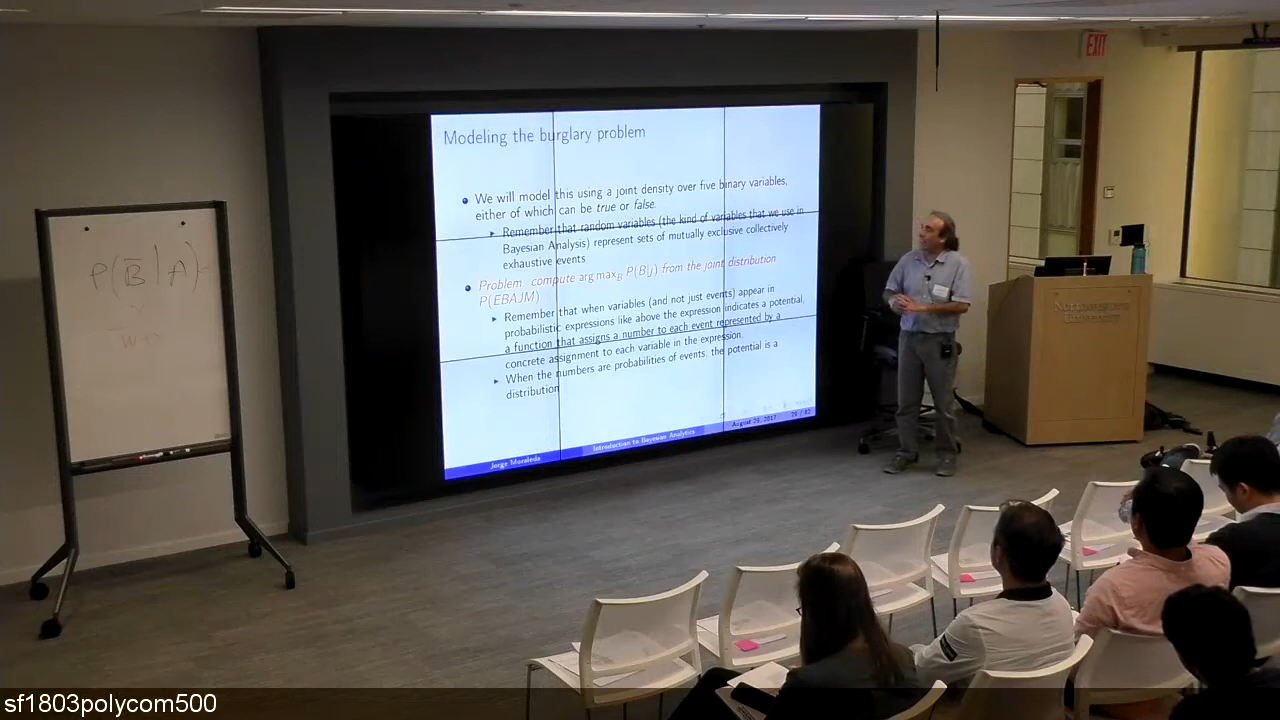 EXIT
Modeling the burglary problem
We will model this using a joint density over five binary variables,
either of which can be true or false.
Remember that random variables (the kind of variables that we use in
Bayesian Analysis) represent sets of mutually exclusive collectively
exhaustive events
Problem compute arg max_B P(B|j) from the joint distribution
P(EBAJM)
Remember that when variables (and not just events) appear in
probabilistic expressions like above the expression indicates a potential,
a function that assigns a number to each event represented by a
concrete assignment to each variable in the expression.
When the numbers are probabilities of events, the potential is a
distribution
Jorge Moraleda
Introduction to Bayesian Analytics
August 29, 2017
P(B̄|A)
Northwestern
University
sf1803polycom500